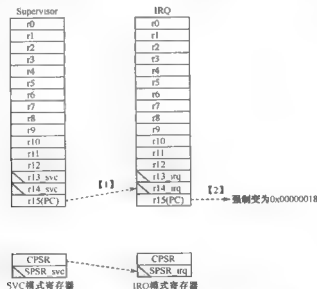 Supervisor IRQ
r0 r0
r1 r1
r2 r2
r3 r3
r4 r4
r5 r5
r6 r6
r7 r7
r8 r8
r9 r9
r10 r10
r11 r11
r12 r12
r13_svc r13_irq
r14_svc 【1】 r14_irq 【2】
r15(PC) r15(PC) 强制变为0x00000018
CPSR CPSR
SPSR_svc SPSR_irq
SVC模式寄存器 IRQ模式寄存器